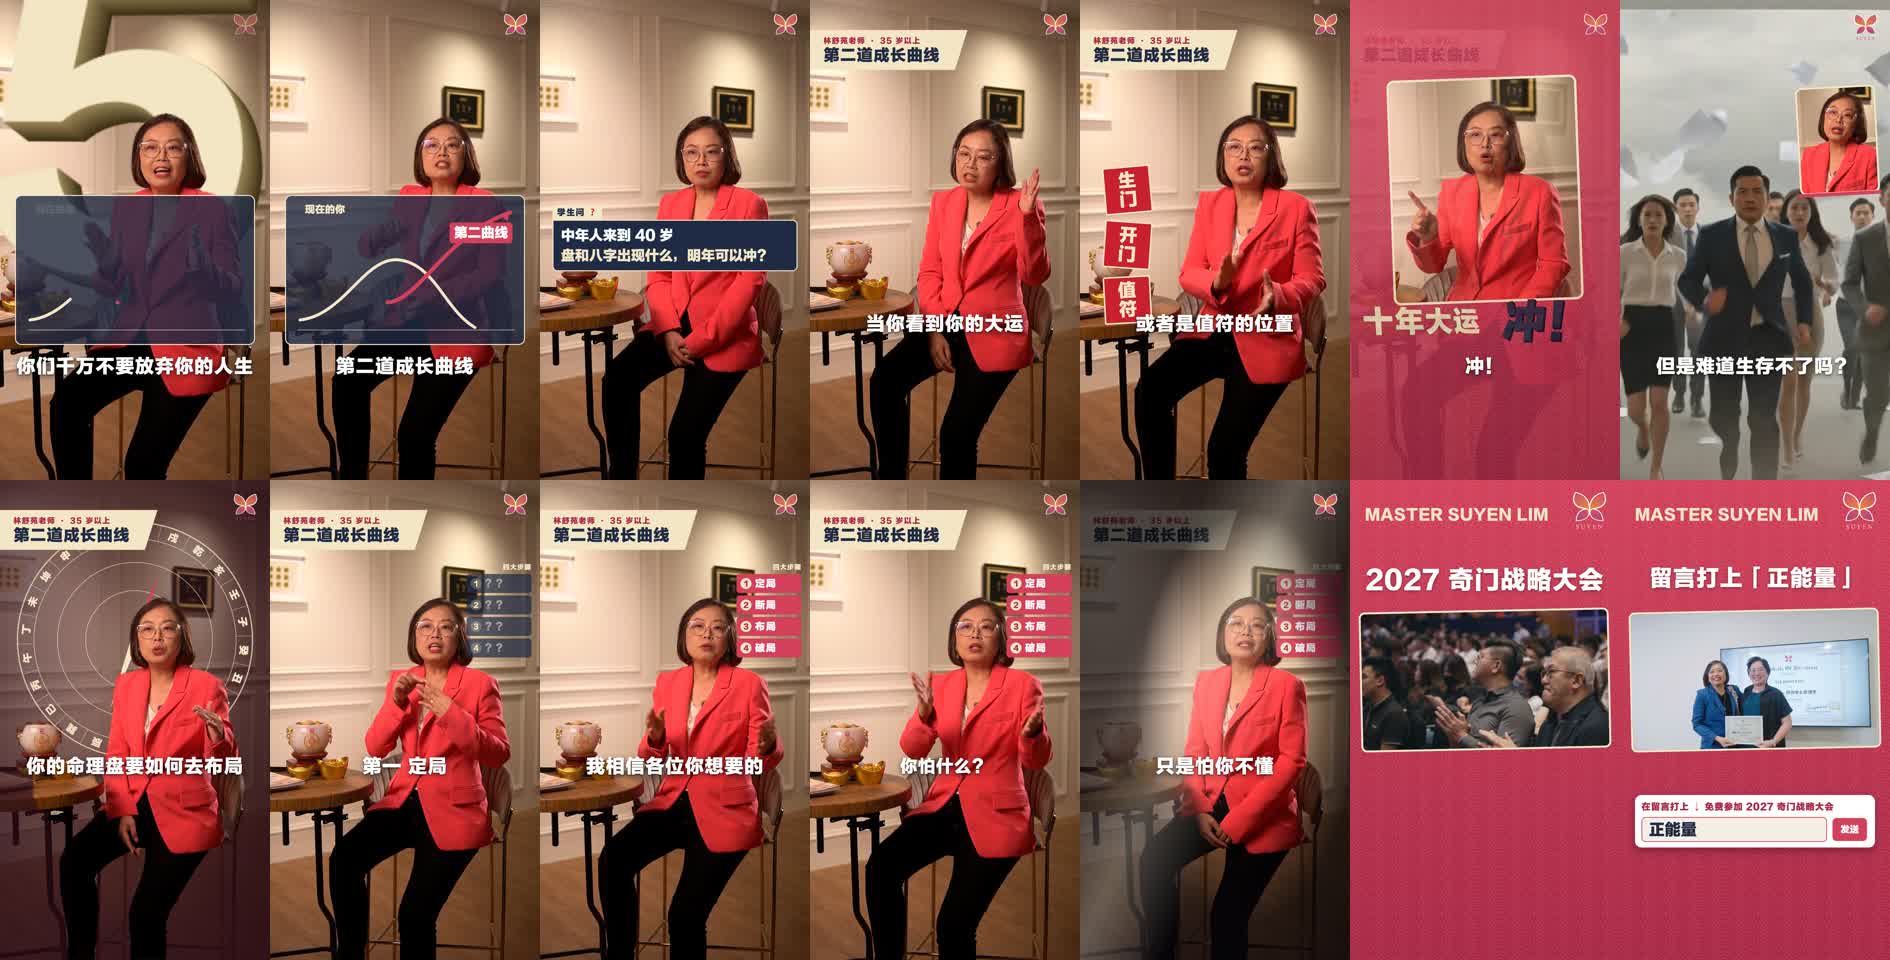 5
你们千万不要放弃你的人生
现在的你
第二曲线
第二道成长曲线
学生问 ?
中年人来到 40 岁
盘和八字出现什么，明年可以冲?
林舒苑老师 · 35 岁以上
第二道成长曲线
当你看到你的大运
林舒苑老师 · 35 岁以上
第二道成长曲线
生门
开门
值符
或者是值符的位置
第二道成长曲线
十年大运
冲!
冲!
但是难道生存不了吗?
林舒苑老师 · 35 岁以上
第二道成长曲线
你的命理盘要如何去布局
林舒苑老师 · 35 岁以上
第二道成长曲线
四大步骤
1 ? ?
2 ? ?
3 ? ?
4 ? ?
第一 定局
林舒苑老师 · 35 岁以上
第二道成长曲线
四大步骤
1 定局
2 断局
3 布局
4 破局
我相信各位你想要的
林舒苑老师 · 35 岁以上
第二道成长曲线
四大步骤
1 定局
2 断局
3 布局
4 破局
你怕什么?
林舒苑老师 · 35 岁以上
第二道成长曲线
四大步骤
1 定局
2 断局
3 布局
4 破局
只是怕你不懂
MASTER SUYEN LIM
SUYEN
2027 奇门战略大会
MASTER SUYEN LIM
SUYEN
留言打上「正能量」
在留言打上 ↓ 免费参加 2027 奇门战略大会
正能量
发送